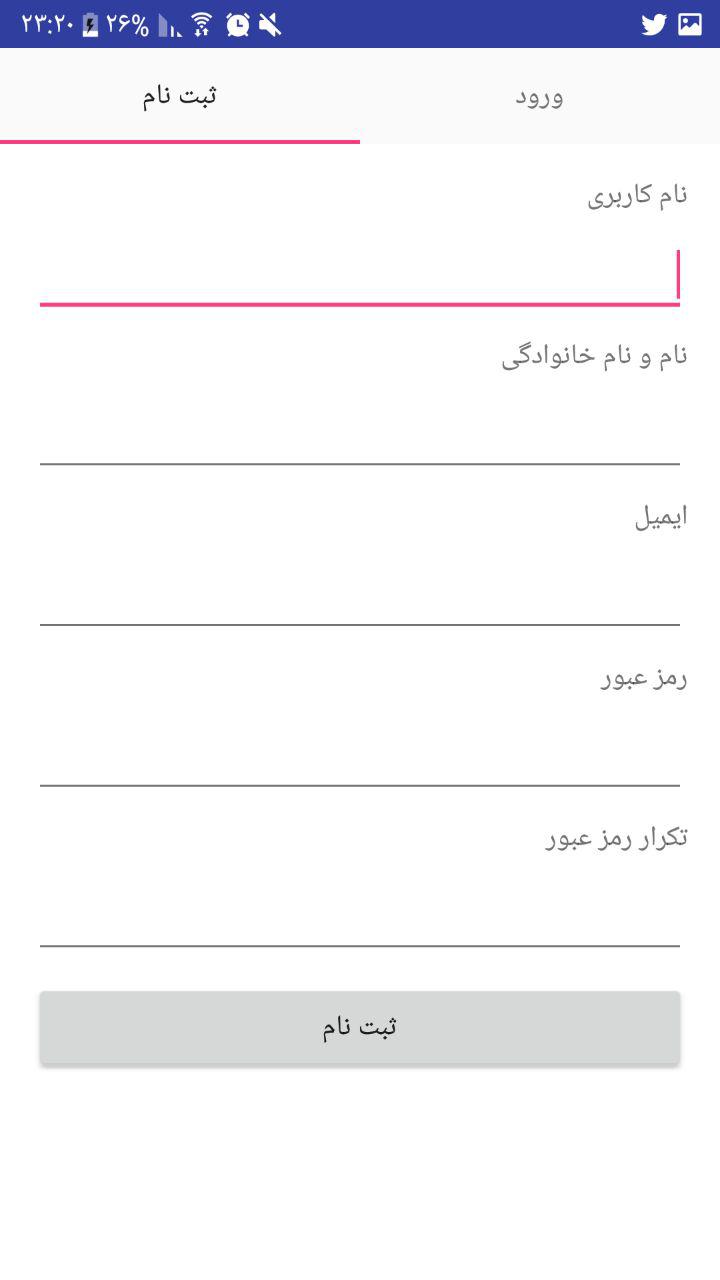 ۲۳:۲۰ ۲۶%
ورود
ثبت نام
نام کاربری
نام و نام خانوادگی
ایمیل
رمز عبور
تکرار رمز عبور
ثبت نام